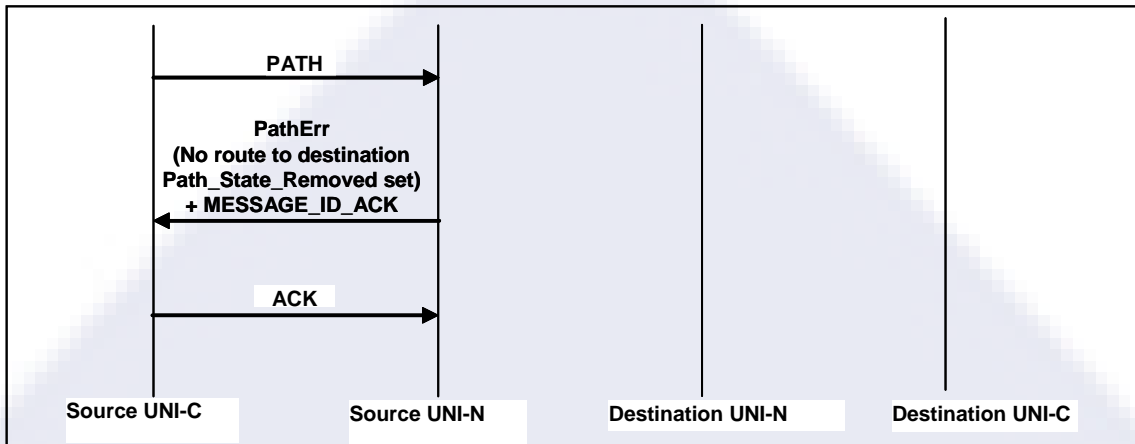 PATH
PathErr
(No route to destination
Path_State_Removed set)
+ MESSAGE_ID_ACK
ACK
Source UNI-C
Source UNI-N
Destination UNI-N
Destination UNI-C